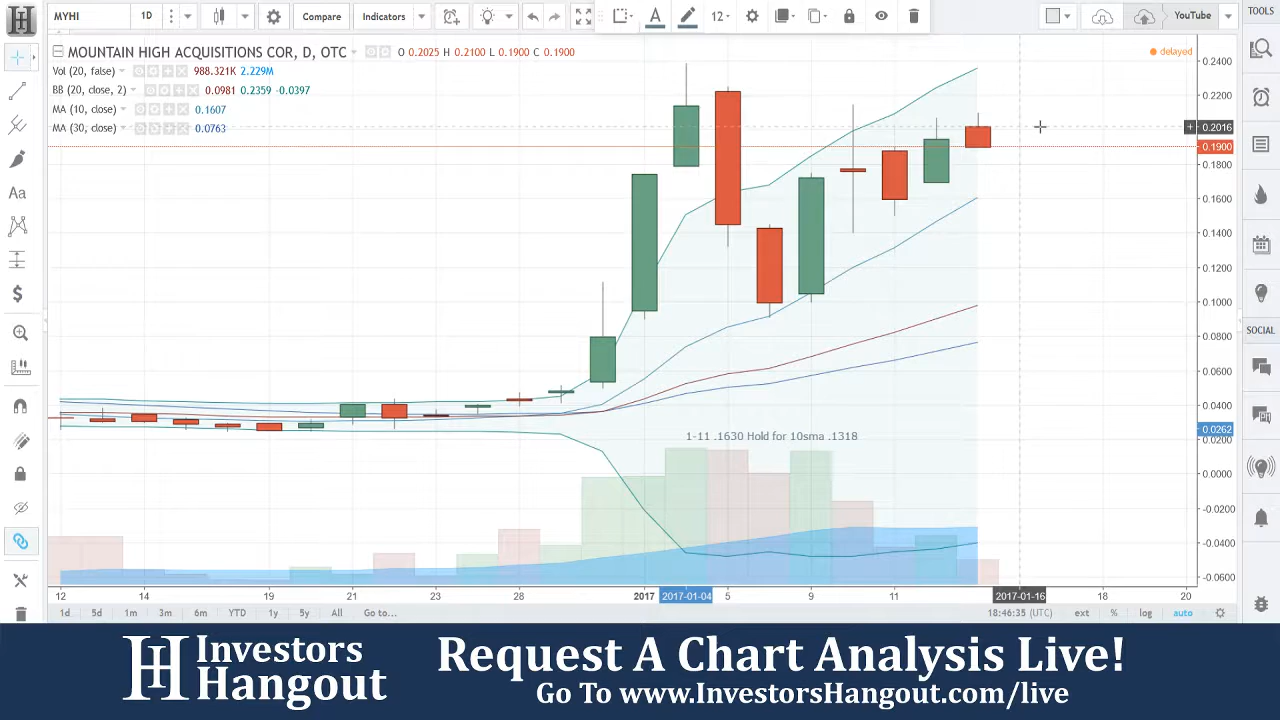 MYHI 1D Compare Indicators 12 YouTube TOOLS
MOUNTAIN HIGH ACQUISITIONS COR, D, OTC O 0.2025 H 0.2100 L 0.1900 C 0.1900 delayed
Vol (20, false) 988.321K 2.229M
BB (20, close, 2) 0.0981 0.2359 -0.0397
MA (10, close) 0.1607
MA (30, close) 0.0763
0.2400
0.2200
0.2016
0.1900
0.1800
0.1600
0.1400
0.1200
0.1000
0.0800
0.0600
0.0400
0.0262
0.0200
0.0000
-0.0200
-0.0400
-0.0600
SOCIAL
Aa
$
1-11 .1630 Hold for 10sma .1318
12 14 19 21 23 28 2017 2017-01-04 5 9 11 2017-01-16 18 20
1d 5d 1m 3m 6m YTD 1y 5y All Go to... 18:46:35 (UTC) ext % log auto
H Investors Hangout
Request A Chart Analysis Live!
Go To www.InvestorsHangout.com/live